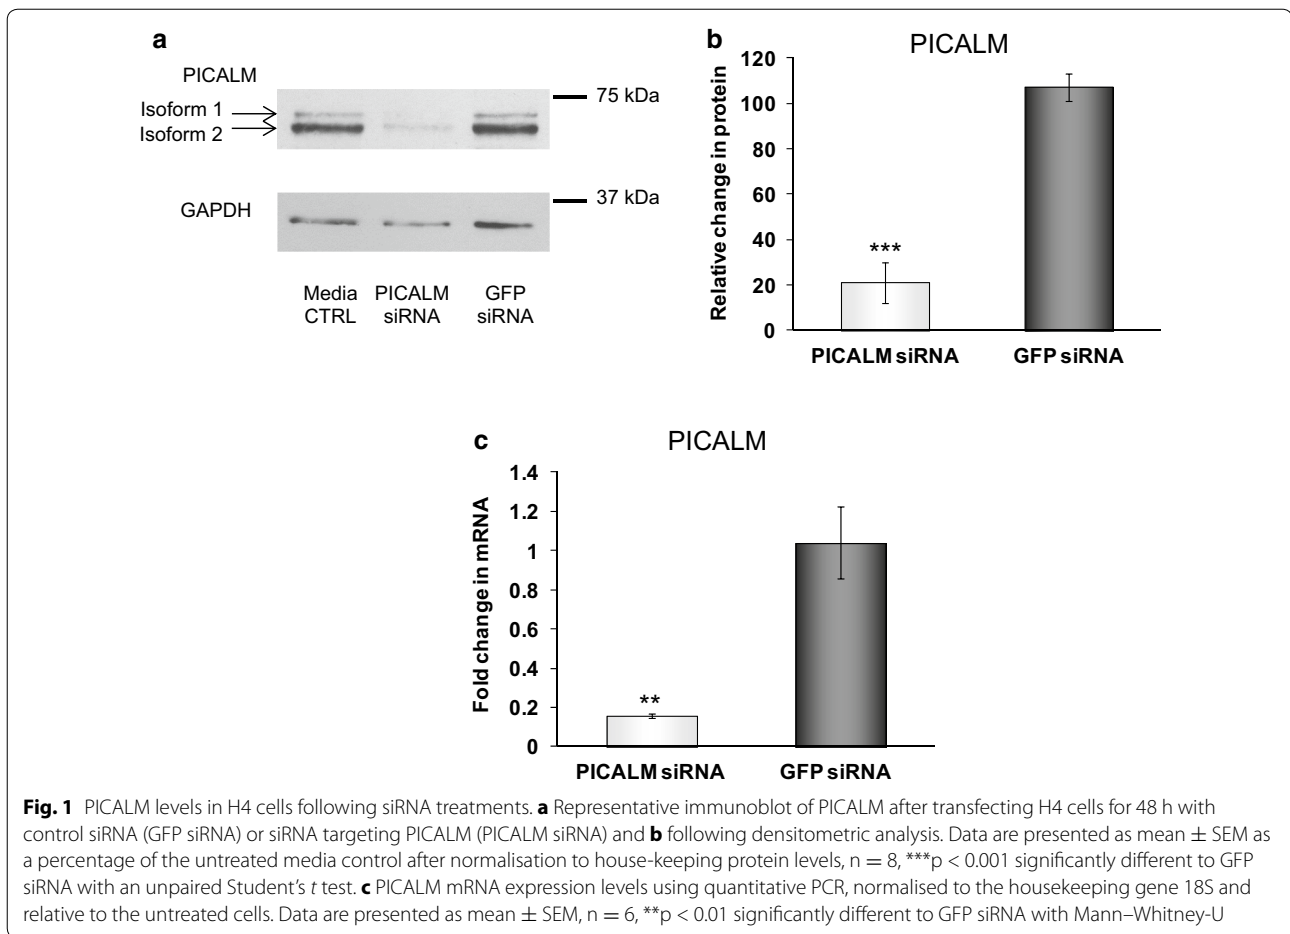 a
PICALM
Isoform 1
Isoform 2
75 kDa
GAPDH
37 kDa
Media CTRL
PICALM siRNA
GFP siRNA
b
PICALM
Relative change in protein
120
100
80
60
40
20
0
***
PICALM siRNA
GFP siRNA
c
PICALM
Fold change in mRNA
1.4
1.2
1
0.8
0.6
0.4
0.2
0
**
PICALM siRNA
GFP siRNA
Fig. 1 PICALM levels in H4 cells following siRNA treatments. a Representative immunoblot of PICALM after transfecting H4 cells for 48 h with
control siRNA (GFP siRNA) or siRNA targeting PICALM (PICALM siRNA) and b following densitometric analysis. Data are presented as mean ± SEM as
a percentage of the untreated media control after normalisation to house-keeping protein levels, n = 8, ***p < 0.001 significantly different to GFP
siRNA with an unpaired Student's t test. c PICALM mRNA expression levels using quantitative PCR, normalised to the housekeeping gene 18S and
relative to the untreated cells. Data are presented as mean ± SEM, n = 6, **p < 0.01 significantly different to GFP siRNA with Mann–Whitney-U